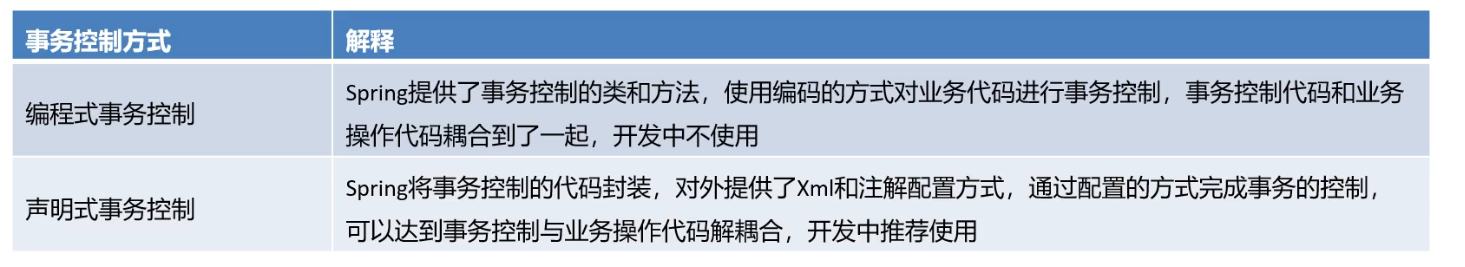 事务控制方式
解释
编程式事务控制
Spring提供了事务控制的类和方法，使用编码的方式对业务代码进行事务控制，事务控制代码和业务
操作代码耦合到了一起，开发中不使用
声明式事务控制
Spring将事务控制的代码封装，对外提供了Xml和注解配置方式，通过配置的方式完成事务的控制，
可以达到事务控制与业务操作代码解耦合，开发中推荐使用